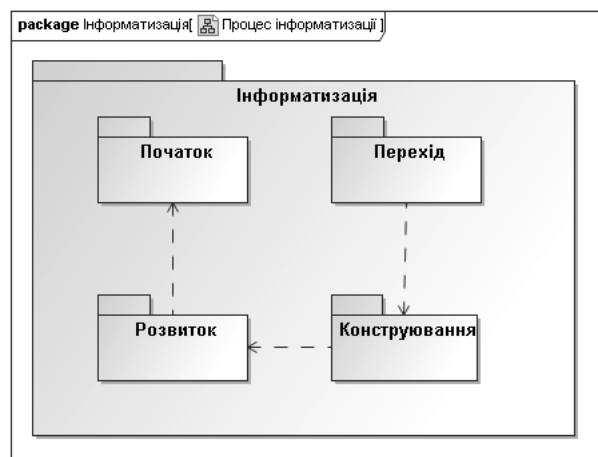 package Інформатизація[ Процес інформатизації ]
Інформатизація
Початок
Перехід
Розвиток
Конструювання